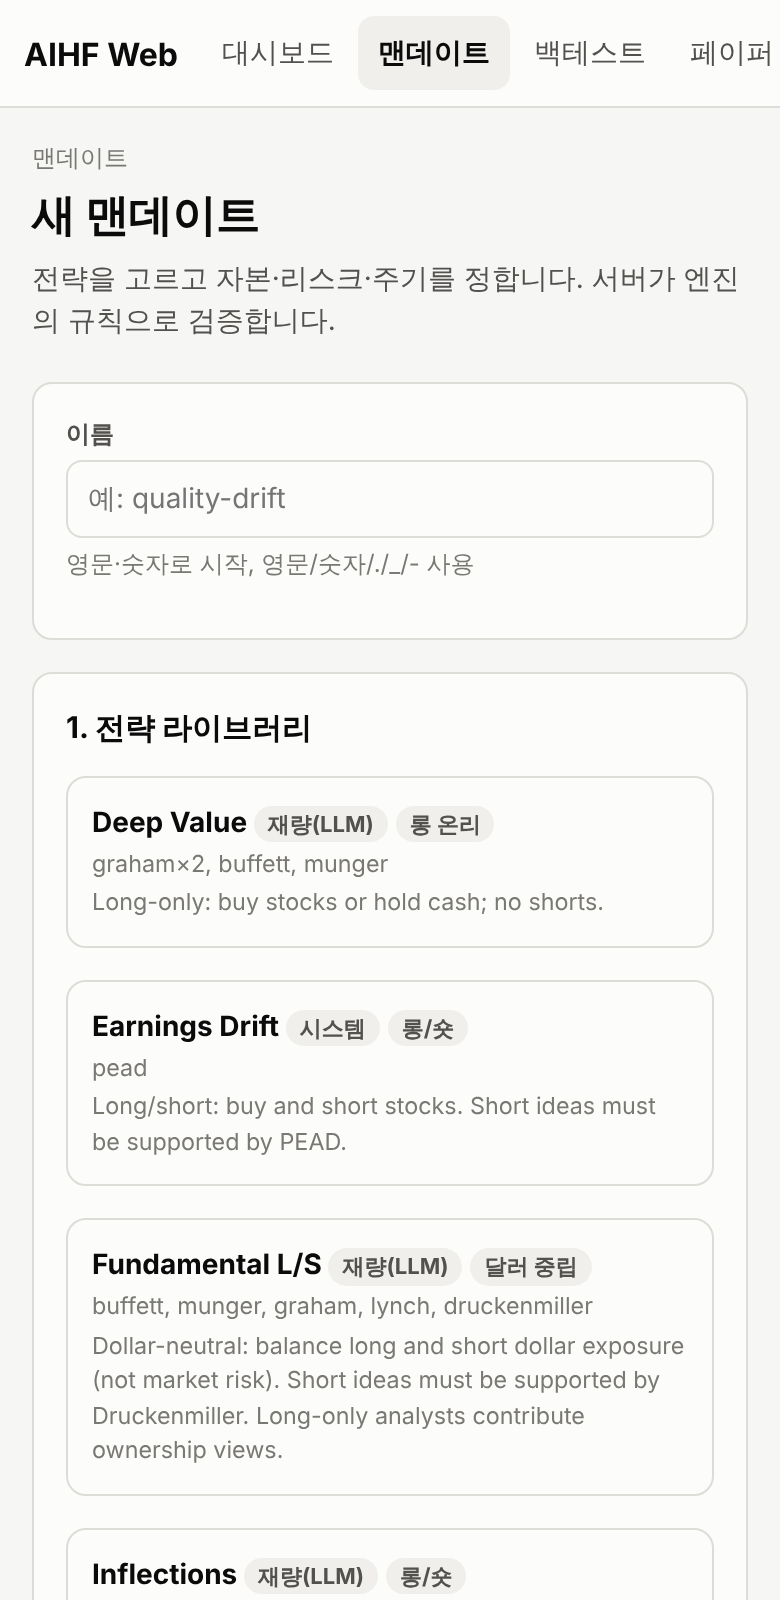 AIHF Web 대시보드 맨데이트 백테스트 페이퍼
맨데이트
새 맨데이트
전략을 고르고 자본·리스크·주기를 정합니다. 서버가 엔진
의 규칙으로 검증합니다.
이름
예: quality-drift
영문·숫자로 시작, 영문/숫자/./_/- 사용
1. 전략 라이브러리
Deep Value 재량(LLM) 롱 온리
graham×2, buffett, munger
Long-only: buy stocks or hold cash; no shorts.
Earnings Drift 시스템 롱/숏
pead
Long/short: buy and short stocks. Short ideas must
be supported by PEAD.
Fundamental L/S 재량(LLM) 달러 중립
buffett, munger, graham, lynch, druckenmiller
Dollar-neutral: balance long and short dollar exposure
(not market risk). Short ideas must be supported by
Druckenmiller. Long-only analysts contribute
ownership views.
Inflections 재량(LLM) 롱/숏